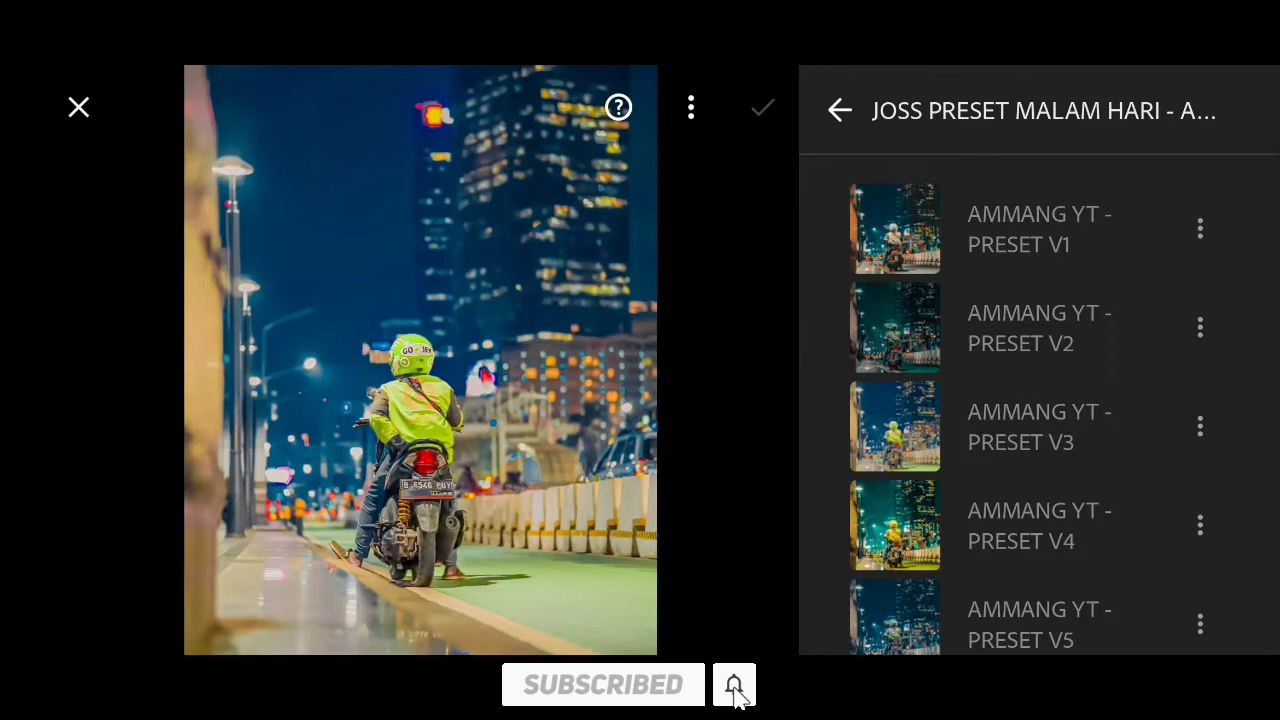 JOSS PRESET MALAM HARI - A...
AMMANG YT -
PRESET V1
AMMANG YT -
PRESET V2
AMMANG YT -
PRESET V3
AMMANG YT -
PRESET V4
AMMANG YT -
PRESET V5
SUBSCRIBED